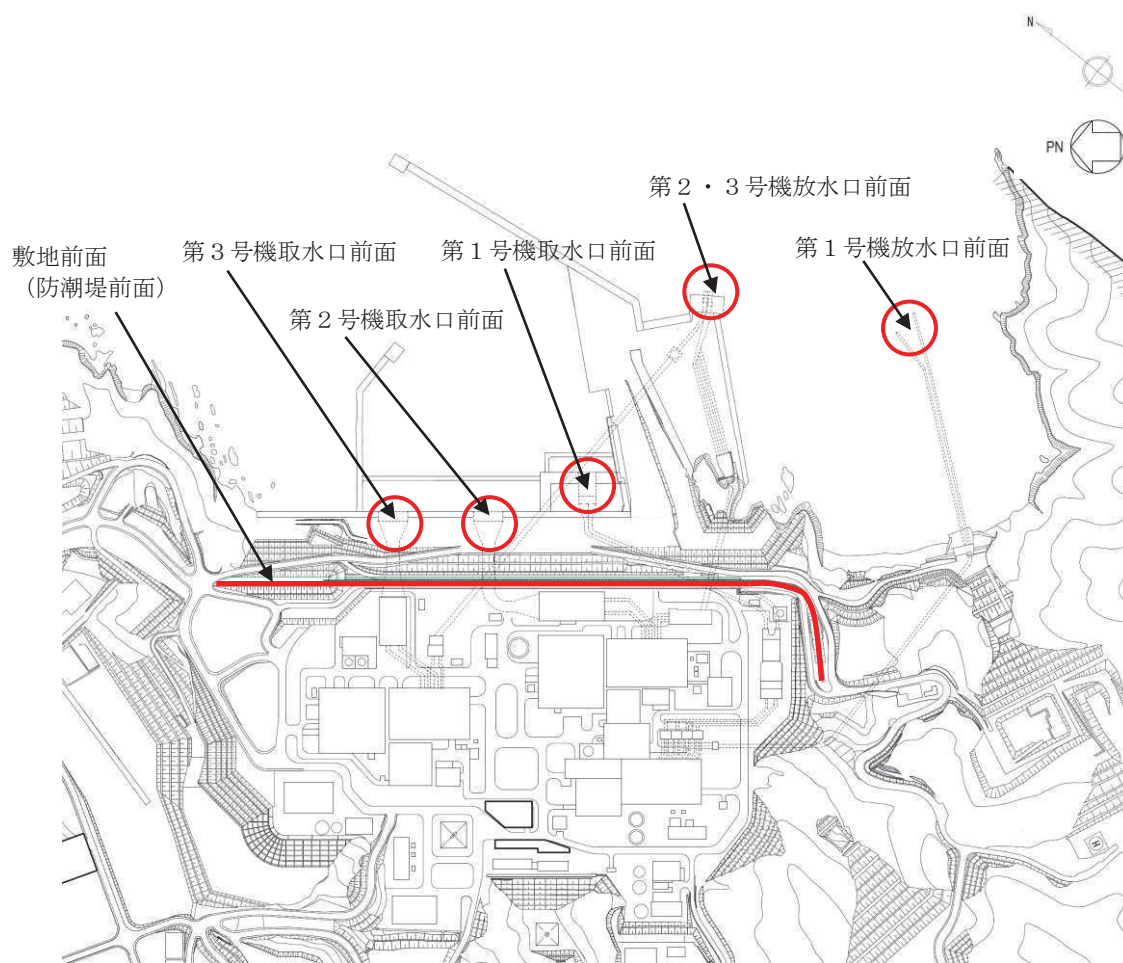 N
PN
第2・3号機放水口前面
敷地前面
（防潮堤前面）
第3号機取水口前面
第1号機取水口前面
第1号機放水口前面
第2号機取水口前面
H